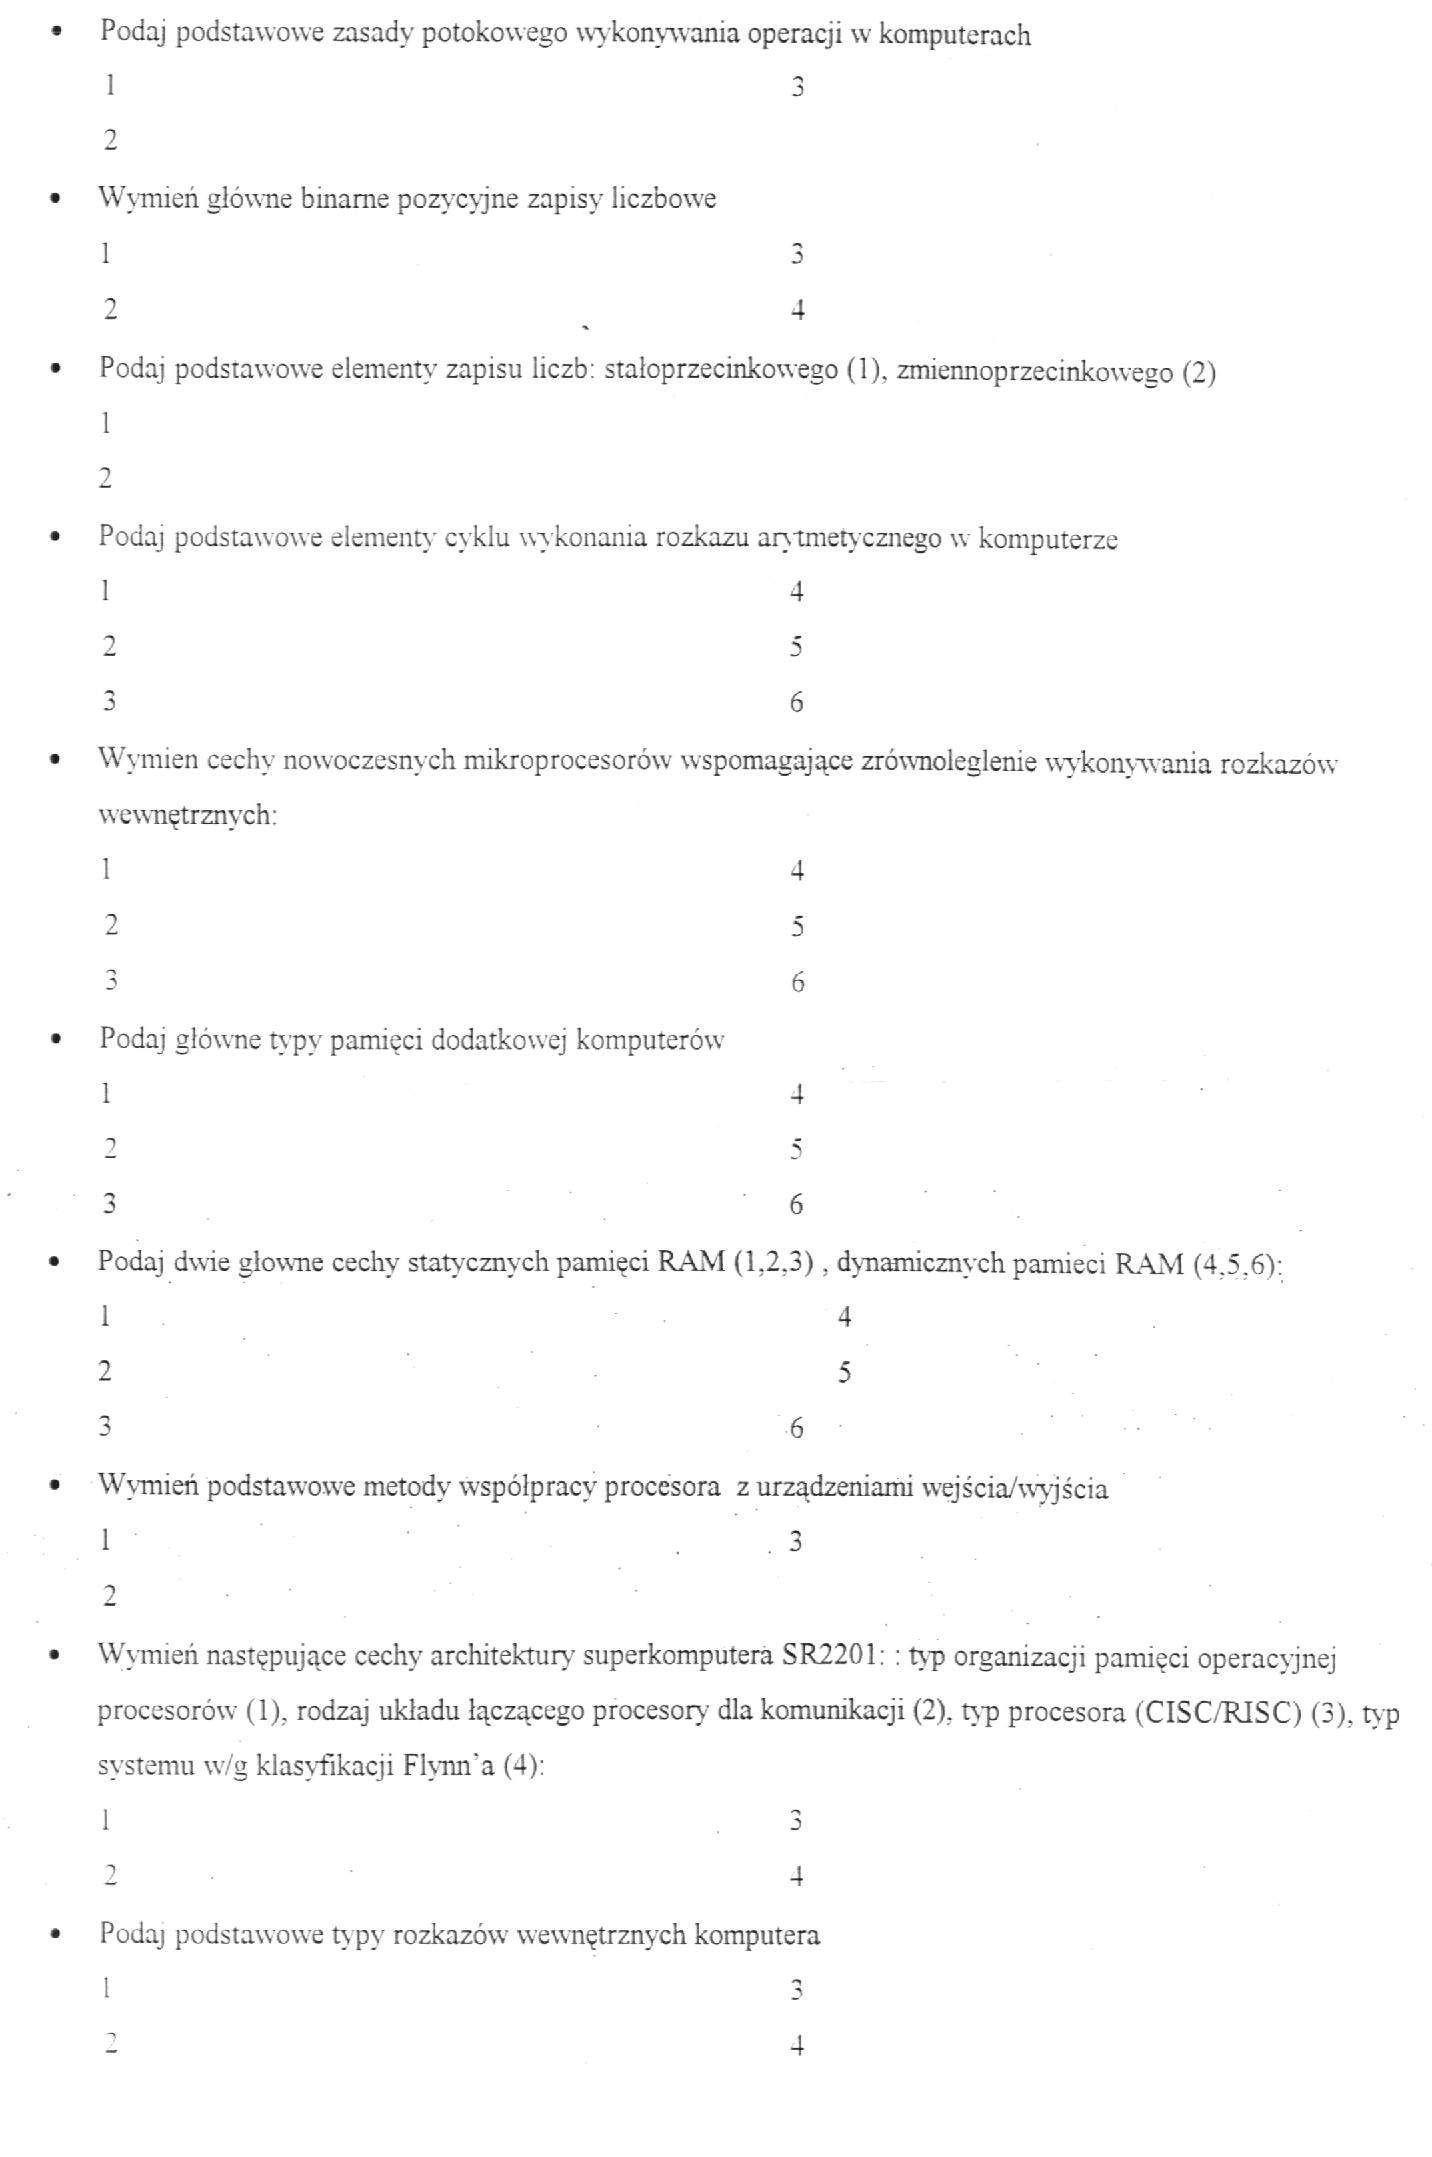 • Podaj podstawowe zasady potokowego wykonywania operacji w komputerach
1 3
2
• Wymień główne binarne pozycyjne zapisy liczbowe
1 3
2 4
• Podaj podstawowe elementy zapisu liczb: stałoprzecinkowego (1), zmiennoprzecinkowego (2)
1
2
• Podaj podstawowe elementy cyklu wykonania rozkazu arytmetycznego w komputerze
1 4
2 5
3 6
• Wymien cechy nowoczesnych mikroprocesorów wspomagające zrównoleglenie wykonywania rozkazów
wewnętrznych:
1 4
2 5
3 6
• Podaj główne typy pamięci dodatkowej komputerów
1 4
2 5
3 6
• Podaj dwie glowne cechy statycznych pamięci RAM (1,2,3) , dynamicznych pamieci RAM (4,5,6):
1 4
2 5
3 6
• Wymień podstawowe metody współpracy procesora z urządzeniami wejścia/wyjścia
1 3
2
• Wymień następujące cechy architektury superkomputera SR2201: : typ organizacji pamięci operacyjnej
procesorów (1), rodzaj układu łączącego procesory dla komunikacji (2), typ procesora (CISC/RISC) (3), typ
systemu w/g klasyfikacji Flynn'a (4):
1 3
2 4
• Podaj podstawowe typy rozkazów wewnętrznych komputera
1 3
2 4